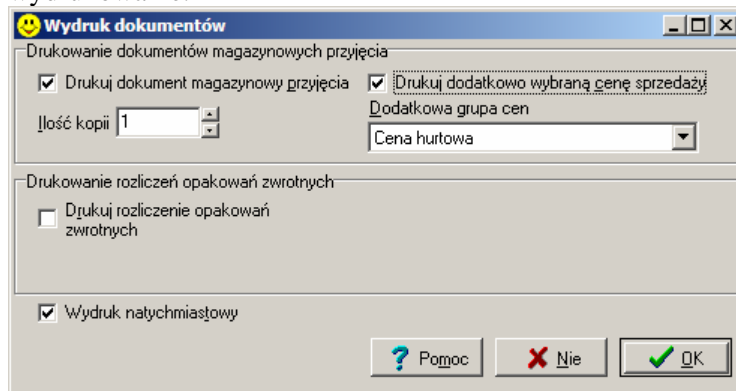 Wydruk dokumentów
Drukowanie dokumentów magazynowych przyjęcia
Drukuj dokument magazynowy przyjęcia
Drukuj dodatkowo wybraną cenę sprzedaży
Ilość kopii 1
Dodatkowa grupa cen
Cena hurtowa
Drukowanie rozliczeń opakowań zwrotnych
Drukuj rozliczenie opakowań
zwrotnych
Wydruk natychmiastowy
Pomoc
Nie
OK